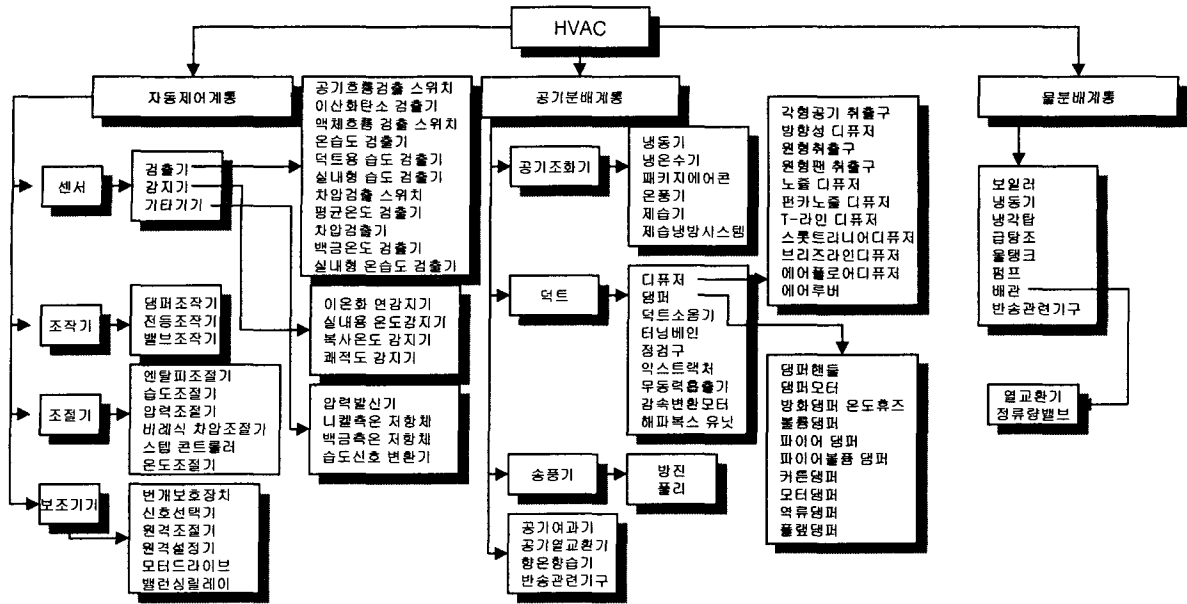 HVAC
자동제어계통
센서
검출기
감지기
기타기기
공기흐름검출 스위치
이산화탄소 검출기
액체흐름 검출 스위치
온습도 검출기
덕트용 습도 검출기
실내형 습도 검출기
차압검출 스위치
평균온도 검출기
차압검출기
백금온도 검출기
실내형 온습도 검출기
이온화 연감지기
실내용 온도감지기
복사온도 감지기
쾌적도 감지기
압력발신기
니켈측온 저항체
백금측온 저항체
습도신호 변환기
조작기
댐퍼조작기
전동조작기
밸브조작기
조절기
엔탈피조절기
습도조절기
압력조절기
비례식 차압조절기
스텝 콘트롤러
온도조절기
보조기기
번개보호장치
신호선택기
원격조절기
원격설정기
모터드라이브
밸런싱릴레이
공기분배계통
공기조화기
냉동기
냉온수기
패키지에어콘
온풍기
제습기
제습냉방시스템
덕트
디퓨저
댐퍼
덕트소음기
터닝베인
점검구
익스트랙처
무동력흡출기
감속변환모터
해파복스 유닛
각형공기 취출구
방향성 디퓨저
원형취출구
원형팬 취출구
노즐 디퓨저
펀카노즐 디퓨저
T-라인 디퓨저
스롯트리니어디퓨저
브리즈라인디퓨저
에어플로어디퓨저
에어루버
댐퍼핸들
댐퍼모터
방화댐퍼 온도휴즈
볼륨댐퍼
파이어 댐퍼
파이어볼륨 댐퍼
커튼댐퍼
모터댐퍼
역류댐퍼
플랩댐퍼
송풍기
방진
풀리
공기여과기
공기열교환기
항온항습기
반송관련기구
물분배계통
보일러
냉동기
냉각탑
급탕조
물탱크
펌프
배관
반송관련기구
열교환기
정류량밸브